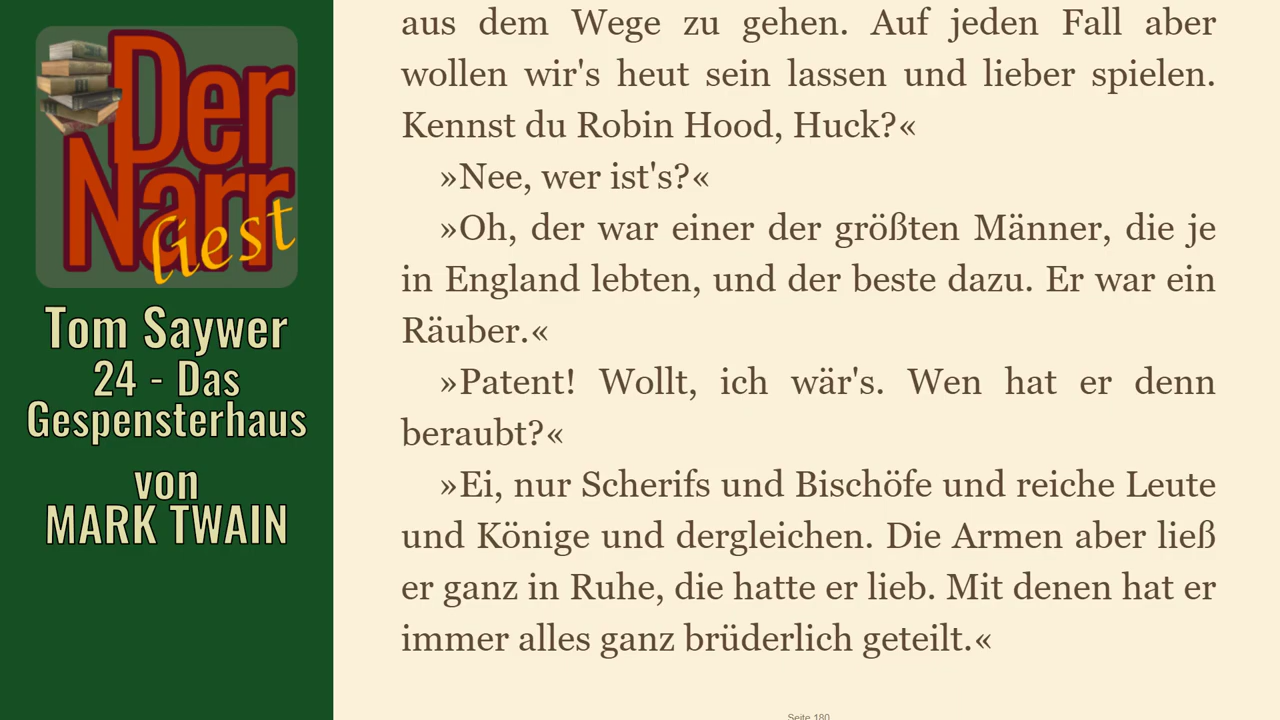 Der
Narr
liest
Tom Saywer
24 - Das
Gespensterhaus
von
MARK TWAIN
aus dem Wege zu gehen. Auf jeden Fall aber
wollen wir's heut sein lassen und lieber spielen.
Kennst du Robin Hood, Huck?«
»Nee, wer ist's?«
»Oh, der war einer der größten Männer, die je
in England lebten, und der beste dazu. Er war ein
Räuber.«
»Patent! Wollt, ich wär's. Wen hat er denn
beraubt?«
»Ei, nur Scherifs und Bischöfe und reiche Leute
und Könige und dergleichen. Die Armen aber ließ
er ganz in Ruhe, die hatte er lieb. Mit denen hat er
immer alles ganz brüderlich geteilt.«
Seite 180